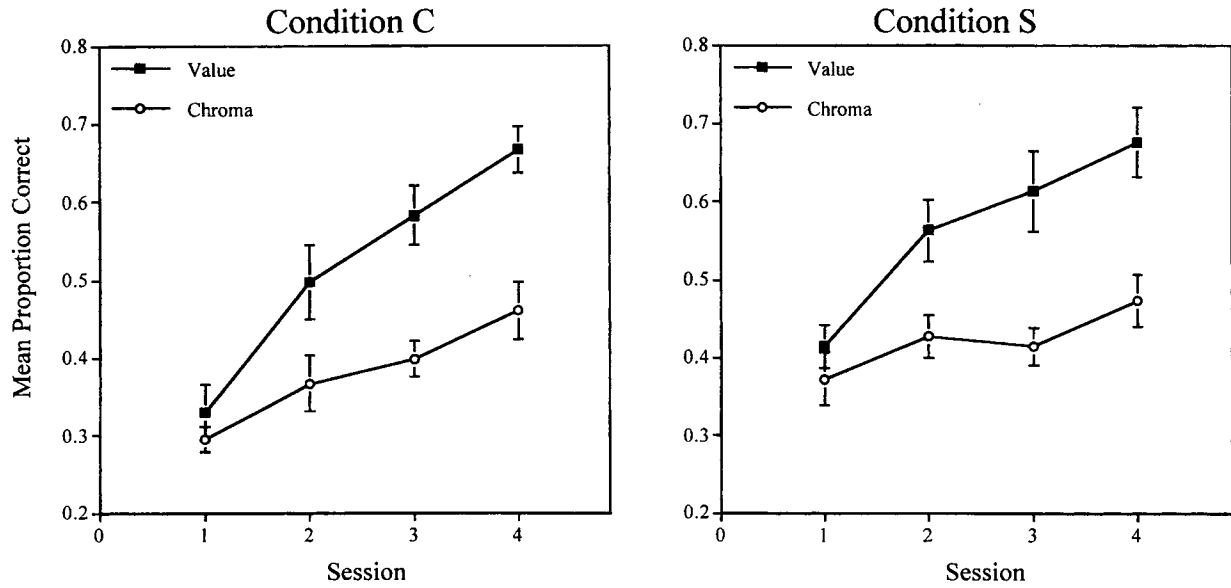 Condition C
Mean Proportion Correct
0.8
0.7
0.6
0.5
0.4
0.3
0.2
Value
Chroma
0 1 2 3 4
Session
Condition S
0.8
0.7
0.6
0.5
0.4
0.3
0.2
Value
Chroma
0 1 2 3 4
Session